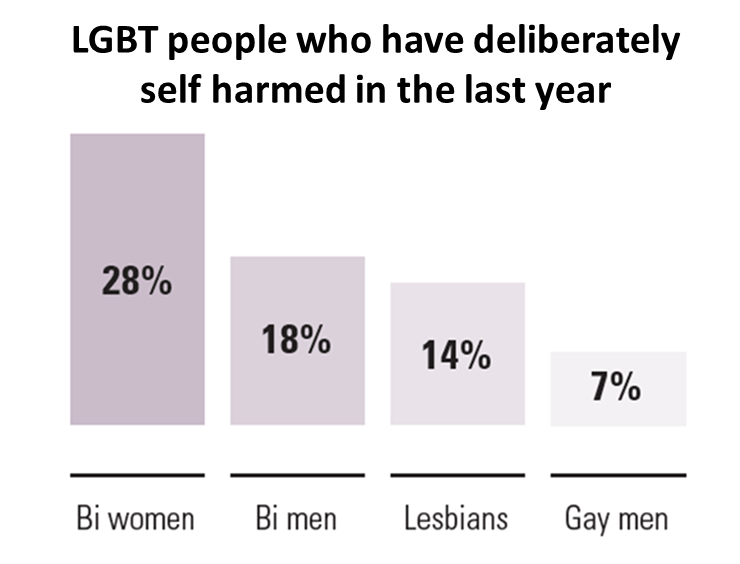 LGBT people who have deliberately
self harmed in the last year
28%
18%
14%
7%
Bi women
Bi men
Lesbians
Gay men